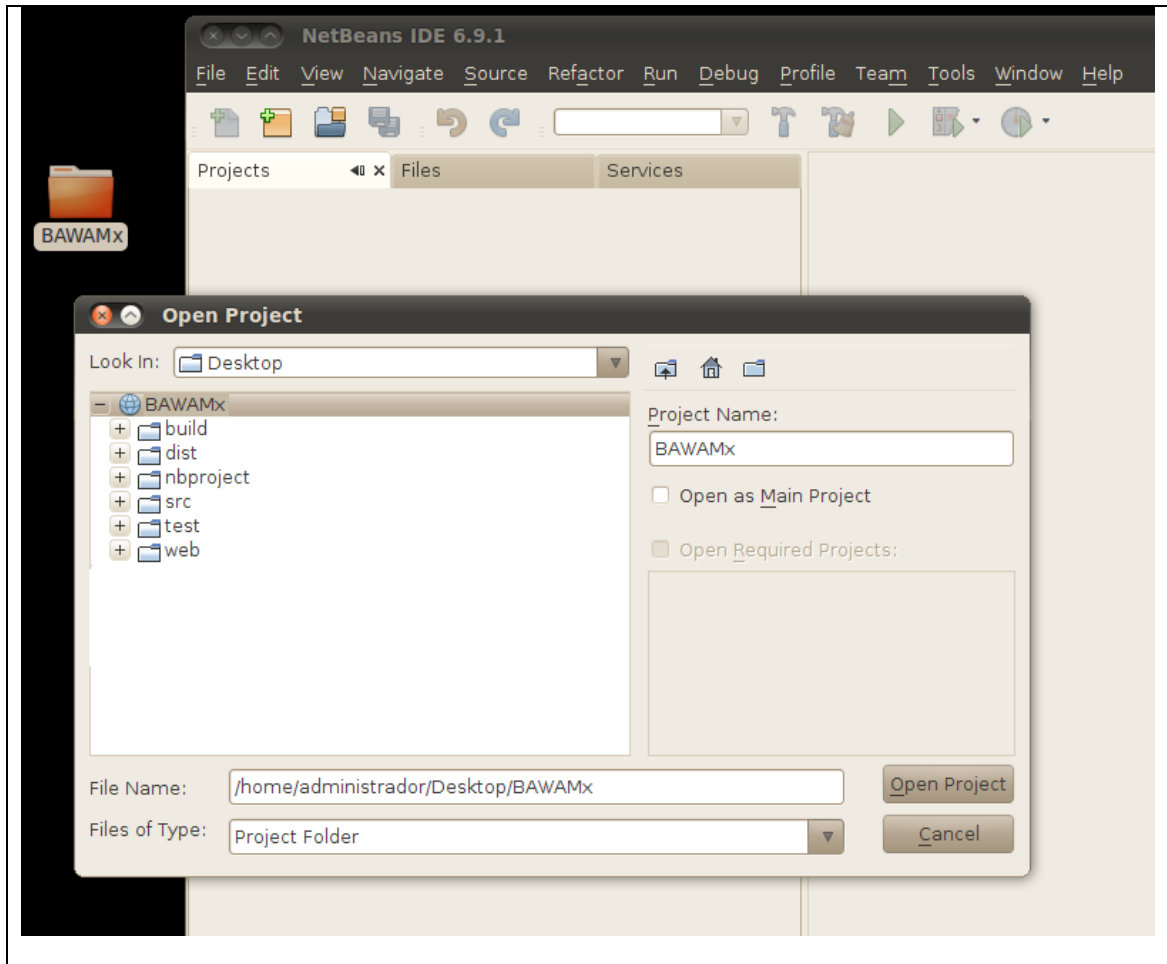 NetBeans IDE 6.9.1
File Edit View Navigate Source Refactor Run Debug Profile Team Tools Window Help
Projects Files Services
BAWAMx
Open Project
Look In: Desktop
BAWAMx
build
dist
nbproject
src
test
web
Project Name:
BAWAMx
Open as Main Project
Open Required Projects:
File Name: /home/administrador/Desktop/BAWAMx Open Project
Files of Type: Project Folder Cancel